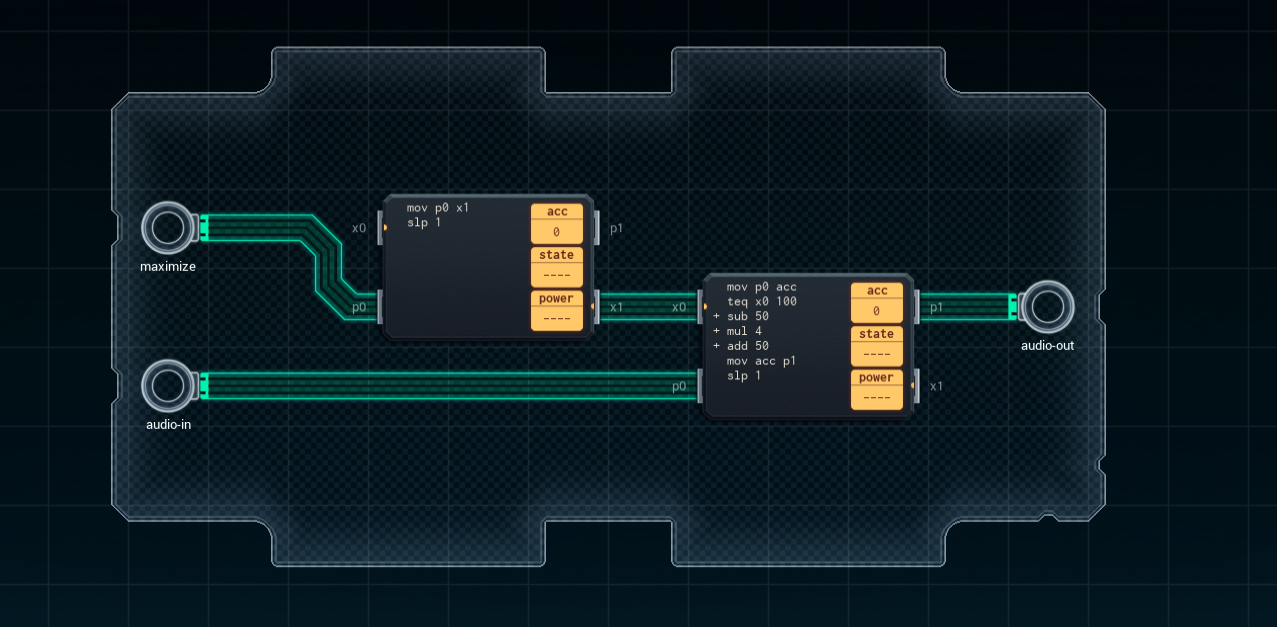 maximize
audio-in
x0
p0
mov p0 x1
slp 1
acc
0
state
----
power
----
p1
x1
x0
p0
mov p0 acc
teq x0 100
+ sub 50
+ mul 4
+ add 50
mov acc p1
slp 1
acc
0
state
----
power
----
p1
x1
audio-out